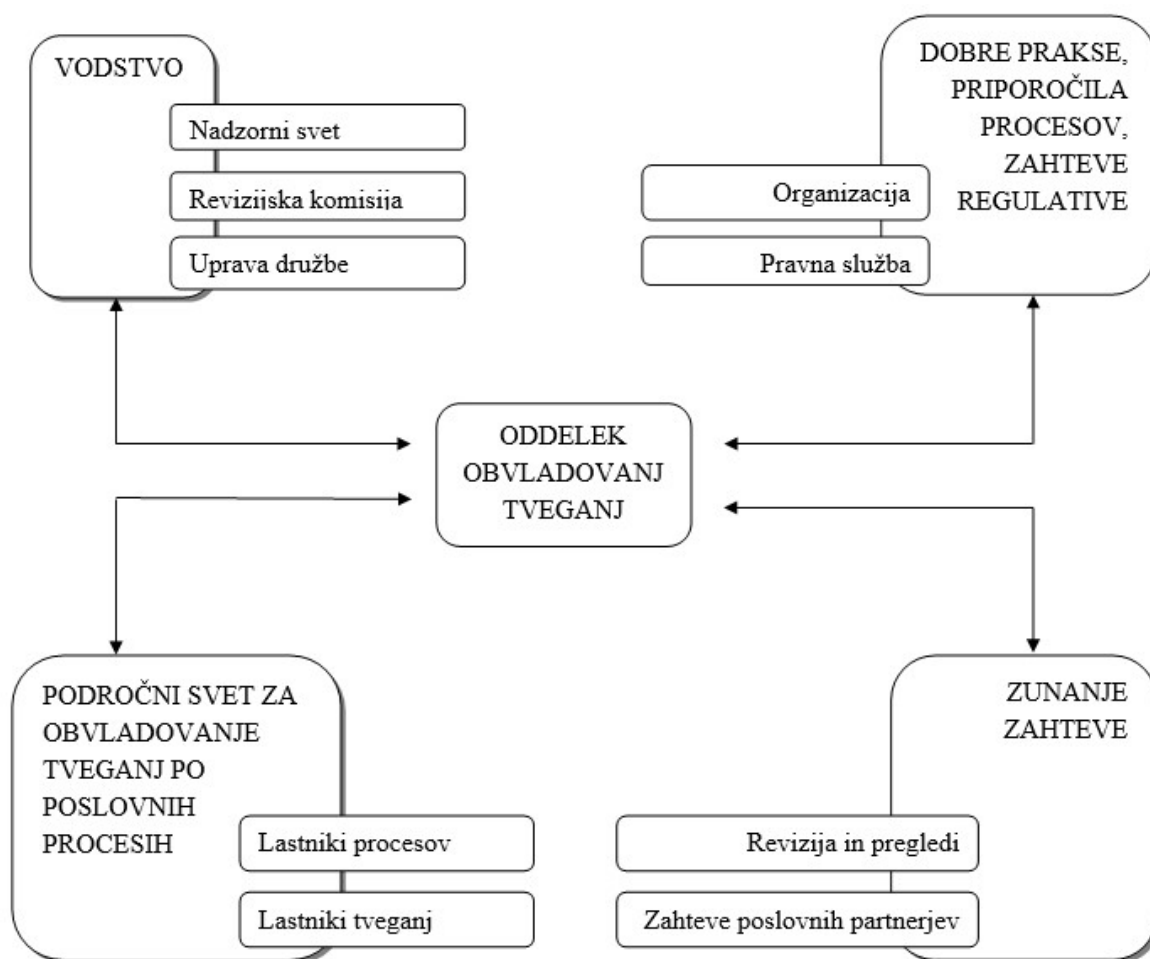 VODSTVO
Nadzorni svet
Revizijska komisija
Uprava družbe
DOBRE PRAKSE,
PRIPOROČILA
PROCESOV,
ZAHTEVE
REGULATIVE
Organizacija
Pravna služba
ODDELEK
OBVLADOVANJ
TVEGANJ
PODROČNI SVET ZA
OBVLADOVANJE
TVEGANJ PO
POSLOVNIH
PROCESIH
Lastniki procesov
Lastniki tveganj
ZUNANJE
ZAHTEVE
Revizija in pregledi
Zahteve poslovnih partnerjev